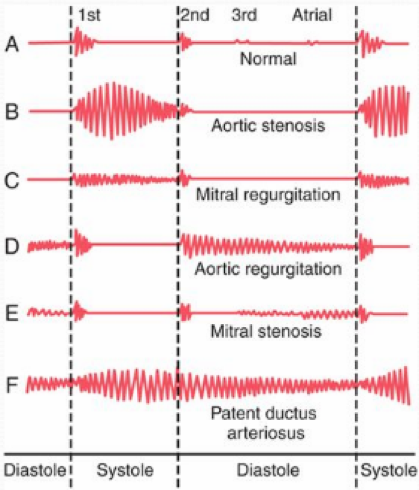 1st 2nd 3rd Atrial
A
Normal
B
Aortic stenosis
C
Mitral regurgitation
D
Aortic regurgitation
E
Mitral stenosis
F
Patent ductus
arteriosus
Diastole Systole Diastole Systole